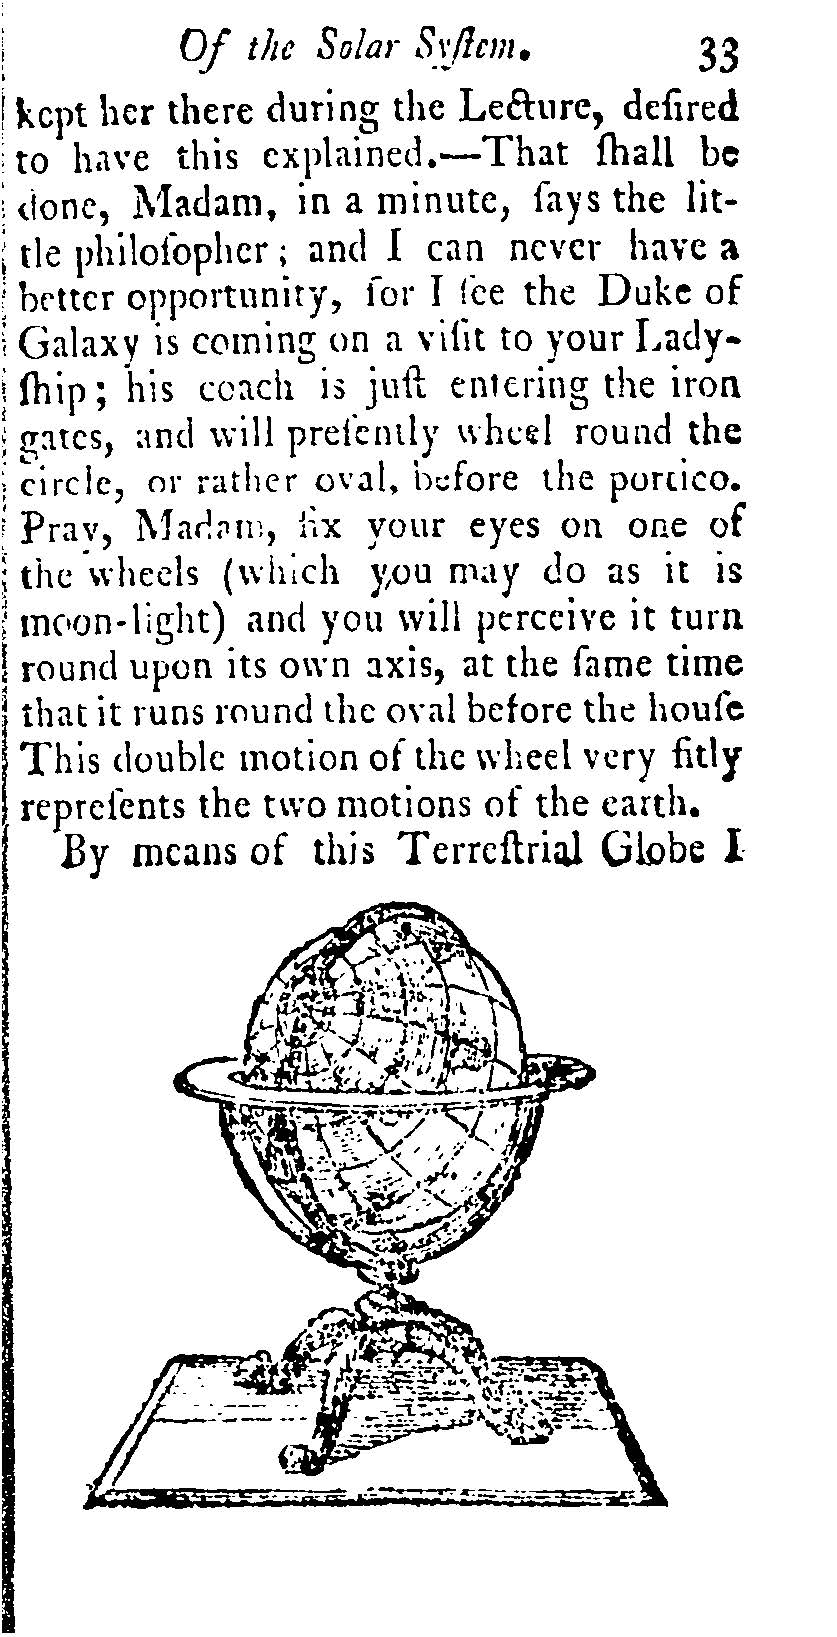 Of the Solar Syſtem. 33
kept her there during the Lecture, deſired
to have this explained.—That ſhall be
done, Madam, in a minute, ſays the lit-
tle philoſopher; and I can never have a
better opportunity, for I ſee the Duke of
Galaxy is coming on a viſit to your Lady-
ſhip; his coach is juſt entering the iron
gates, and will preſently wheel round the
circle, or rather oval, before the portico.
Pray, Madam, fix your eyes on one of
the wheels (which you may do as it is
moon-light) and you will perceive it turn
round upon its own axis, at the ſame time
that it runs round the oval before the houſe
This double motion of the wheel very fitly
repreſents the two motions of the earth.
By means of this Terreſtrial Globe I